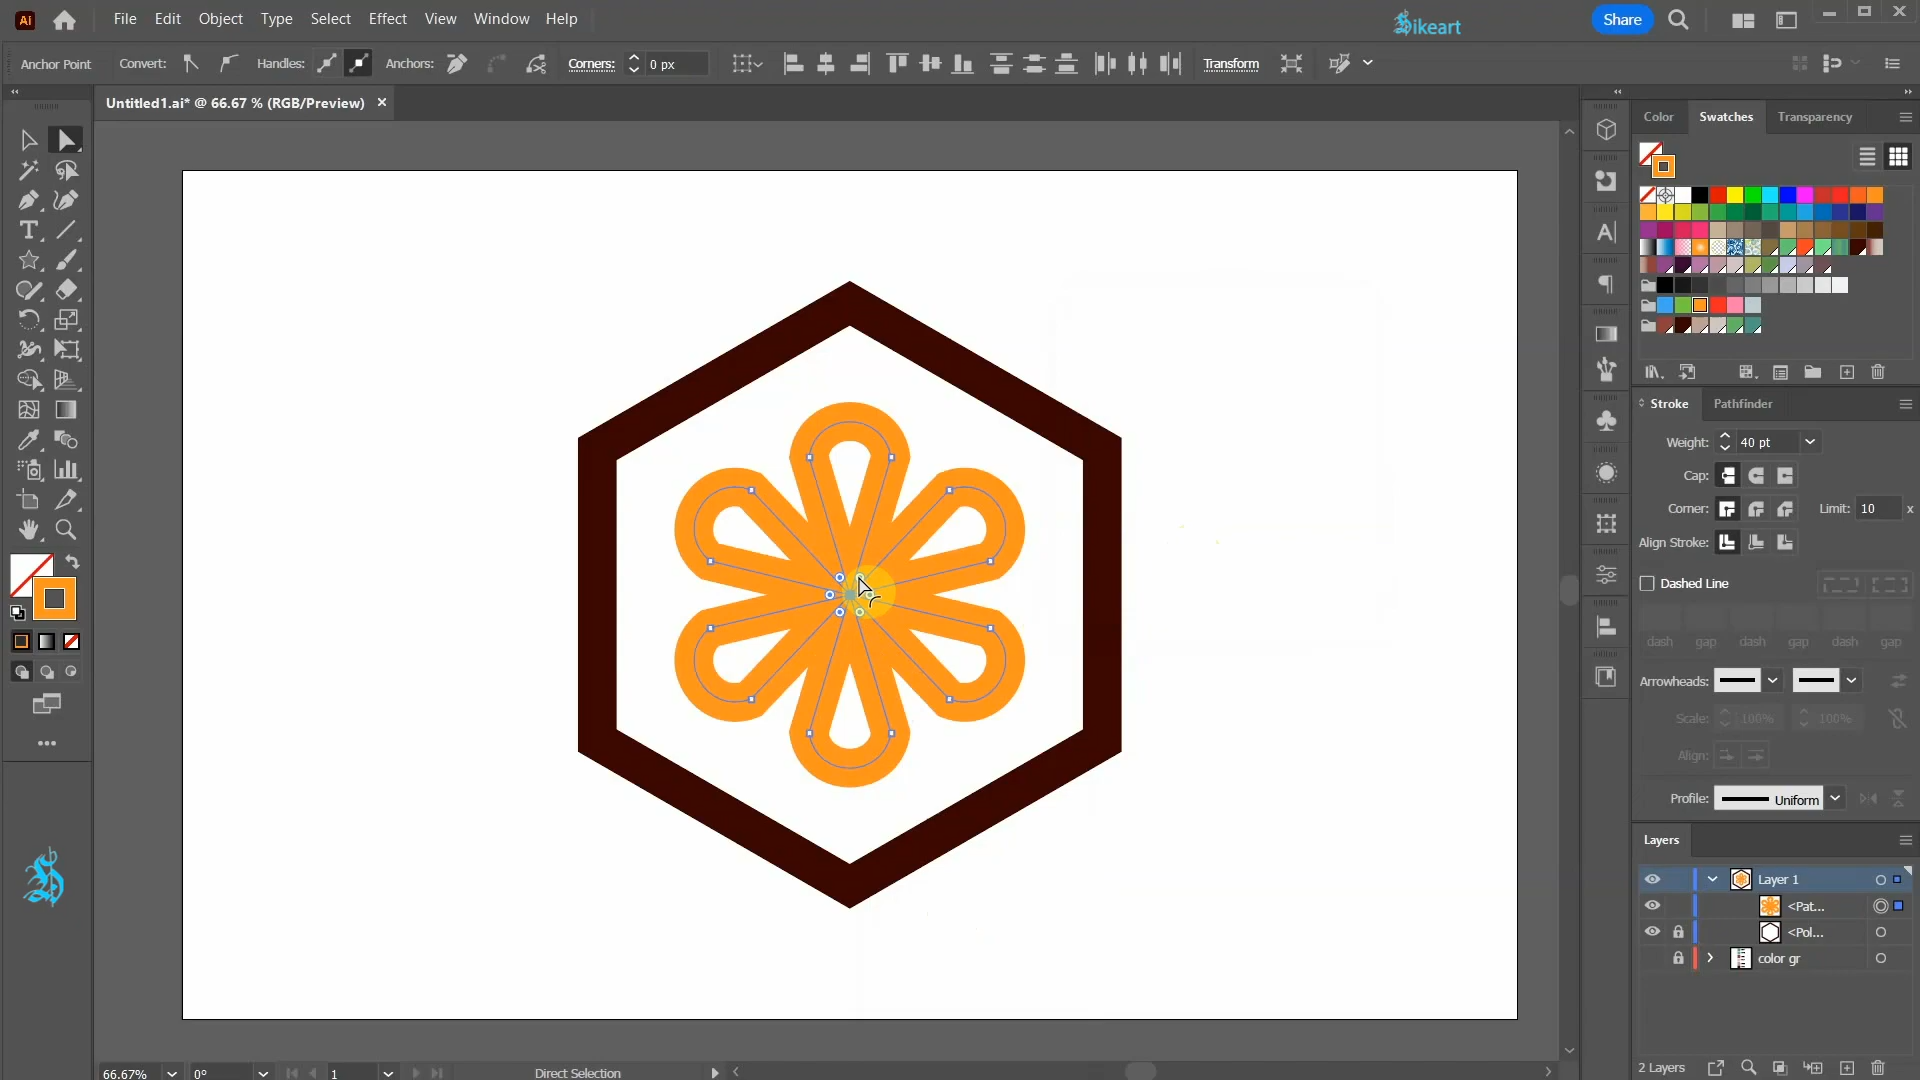 Ai File Edit Object Type Select Effect View Window Help Sikeart Share
Anchor Point Convert: Handles: Anchors: Corners: 0 px Transform
Untitled1.ai* @ 66.67 % (RGB/Preview) ×
Color Swatches Transparency
Stroke Pathfinder
Weight: 40 pt
Cap:
Corner: Limit: 10 x
Align Stroke:
Dashed Line
dash gap dash gap dash gap
Arrowheads:
Scale: 100% 100%
Align:
Profile: Uniform
Layers
Layer 1
<Pat...
<Pol...
color gr
2 Layers
66.67% 0° 1 Direct Selection